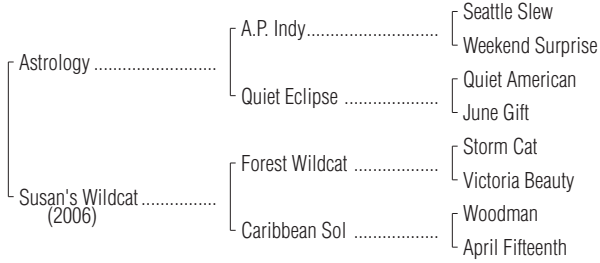 Seattle Slew
A.P. Indy..............................
Weekend Surprise
Astrology ............................
Quiet American
Quiet Eclipse .....................
June Gift
Storm Cat
Forest Wildcat ...................
Victoria Beauty
Susan's Wildcat.................
(2006)
Woodman
Caribbean Sol ...................
April Fifteenth